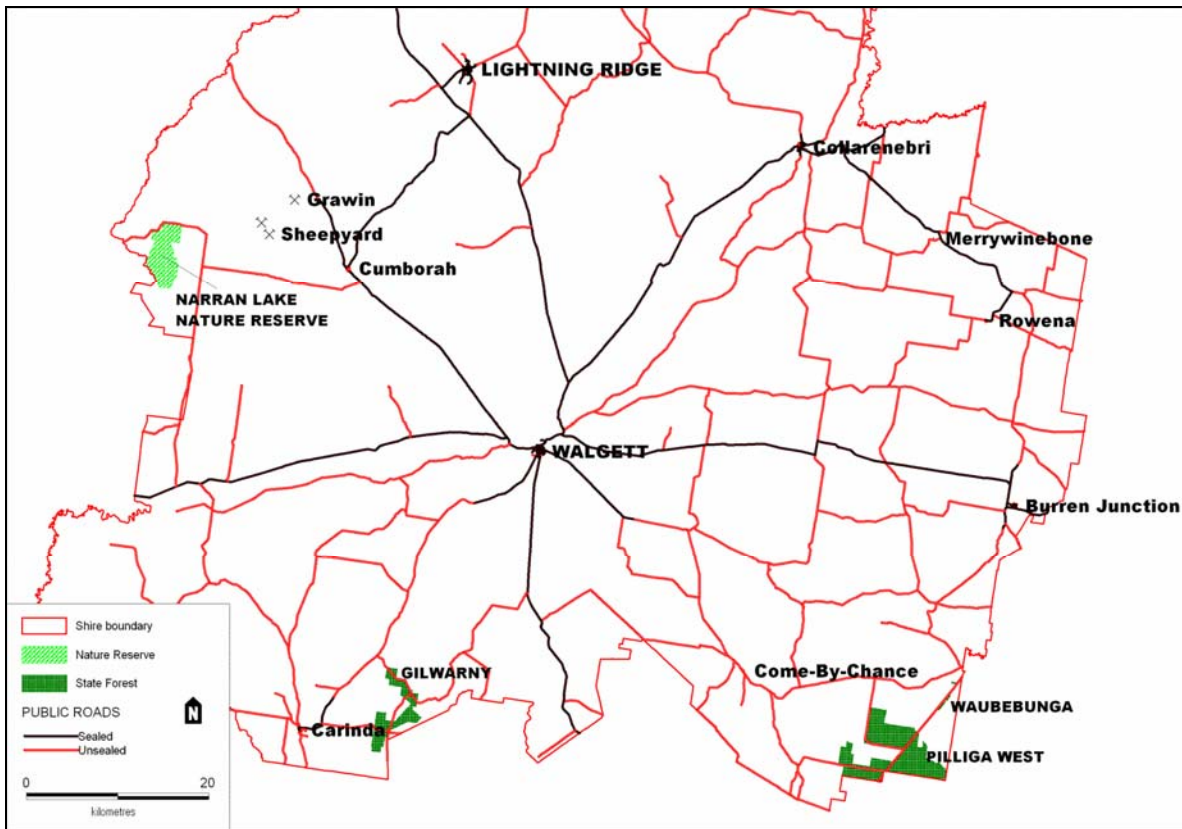 LIGHTNING RIDGE
Collarenebri
Grawin
Sheepyard
Merrywinebone
Cumborah
NARRAN LAKE
NATURE RESERVE
Rowena
WALGETT
Burren Junction
Shire boundary
Nature Reserve
State Forest
PUBLIC ROADS
N
Sealed
Unsealed
0 20
kilometres
GILWARNY
Come-By-Chance
WAUBEBUNGA
Carinda
PILLIGA WEST